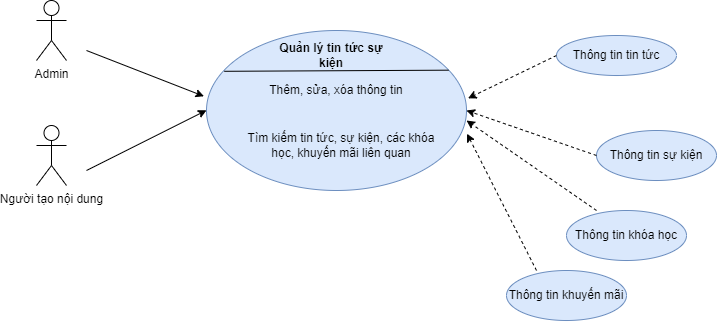 Admin
Người tạo nội dung
Quản lý tin tức sự
kiện
Thêm, sửa, xóa thông tin
Tìm kiếm tin tức, sự kiện, các khóa
học, khuyến mãi liên quan
Thông tin tin tức
Thông tin sự kiện
Thông tin khóa học
Thông tin khuyến mãi